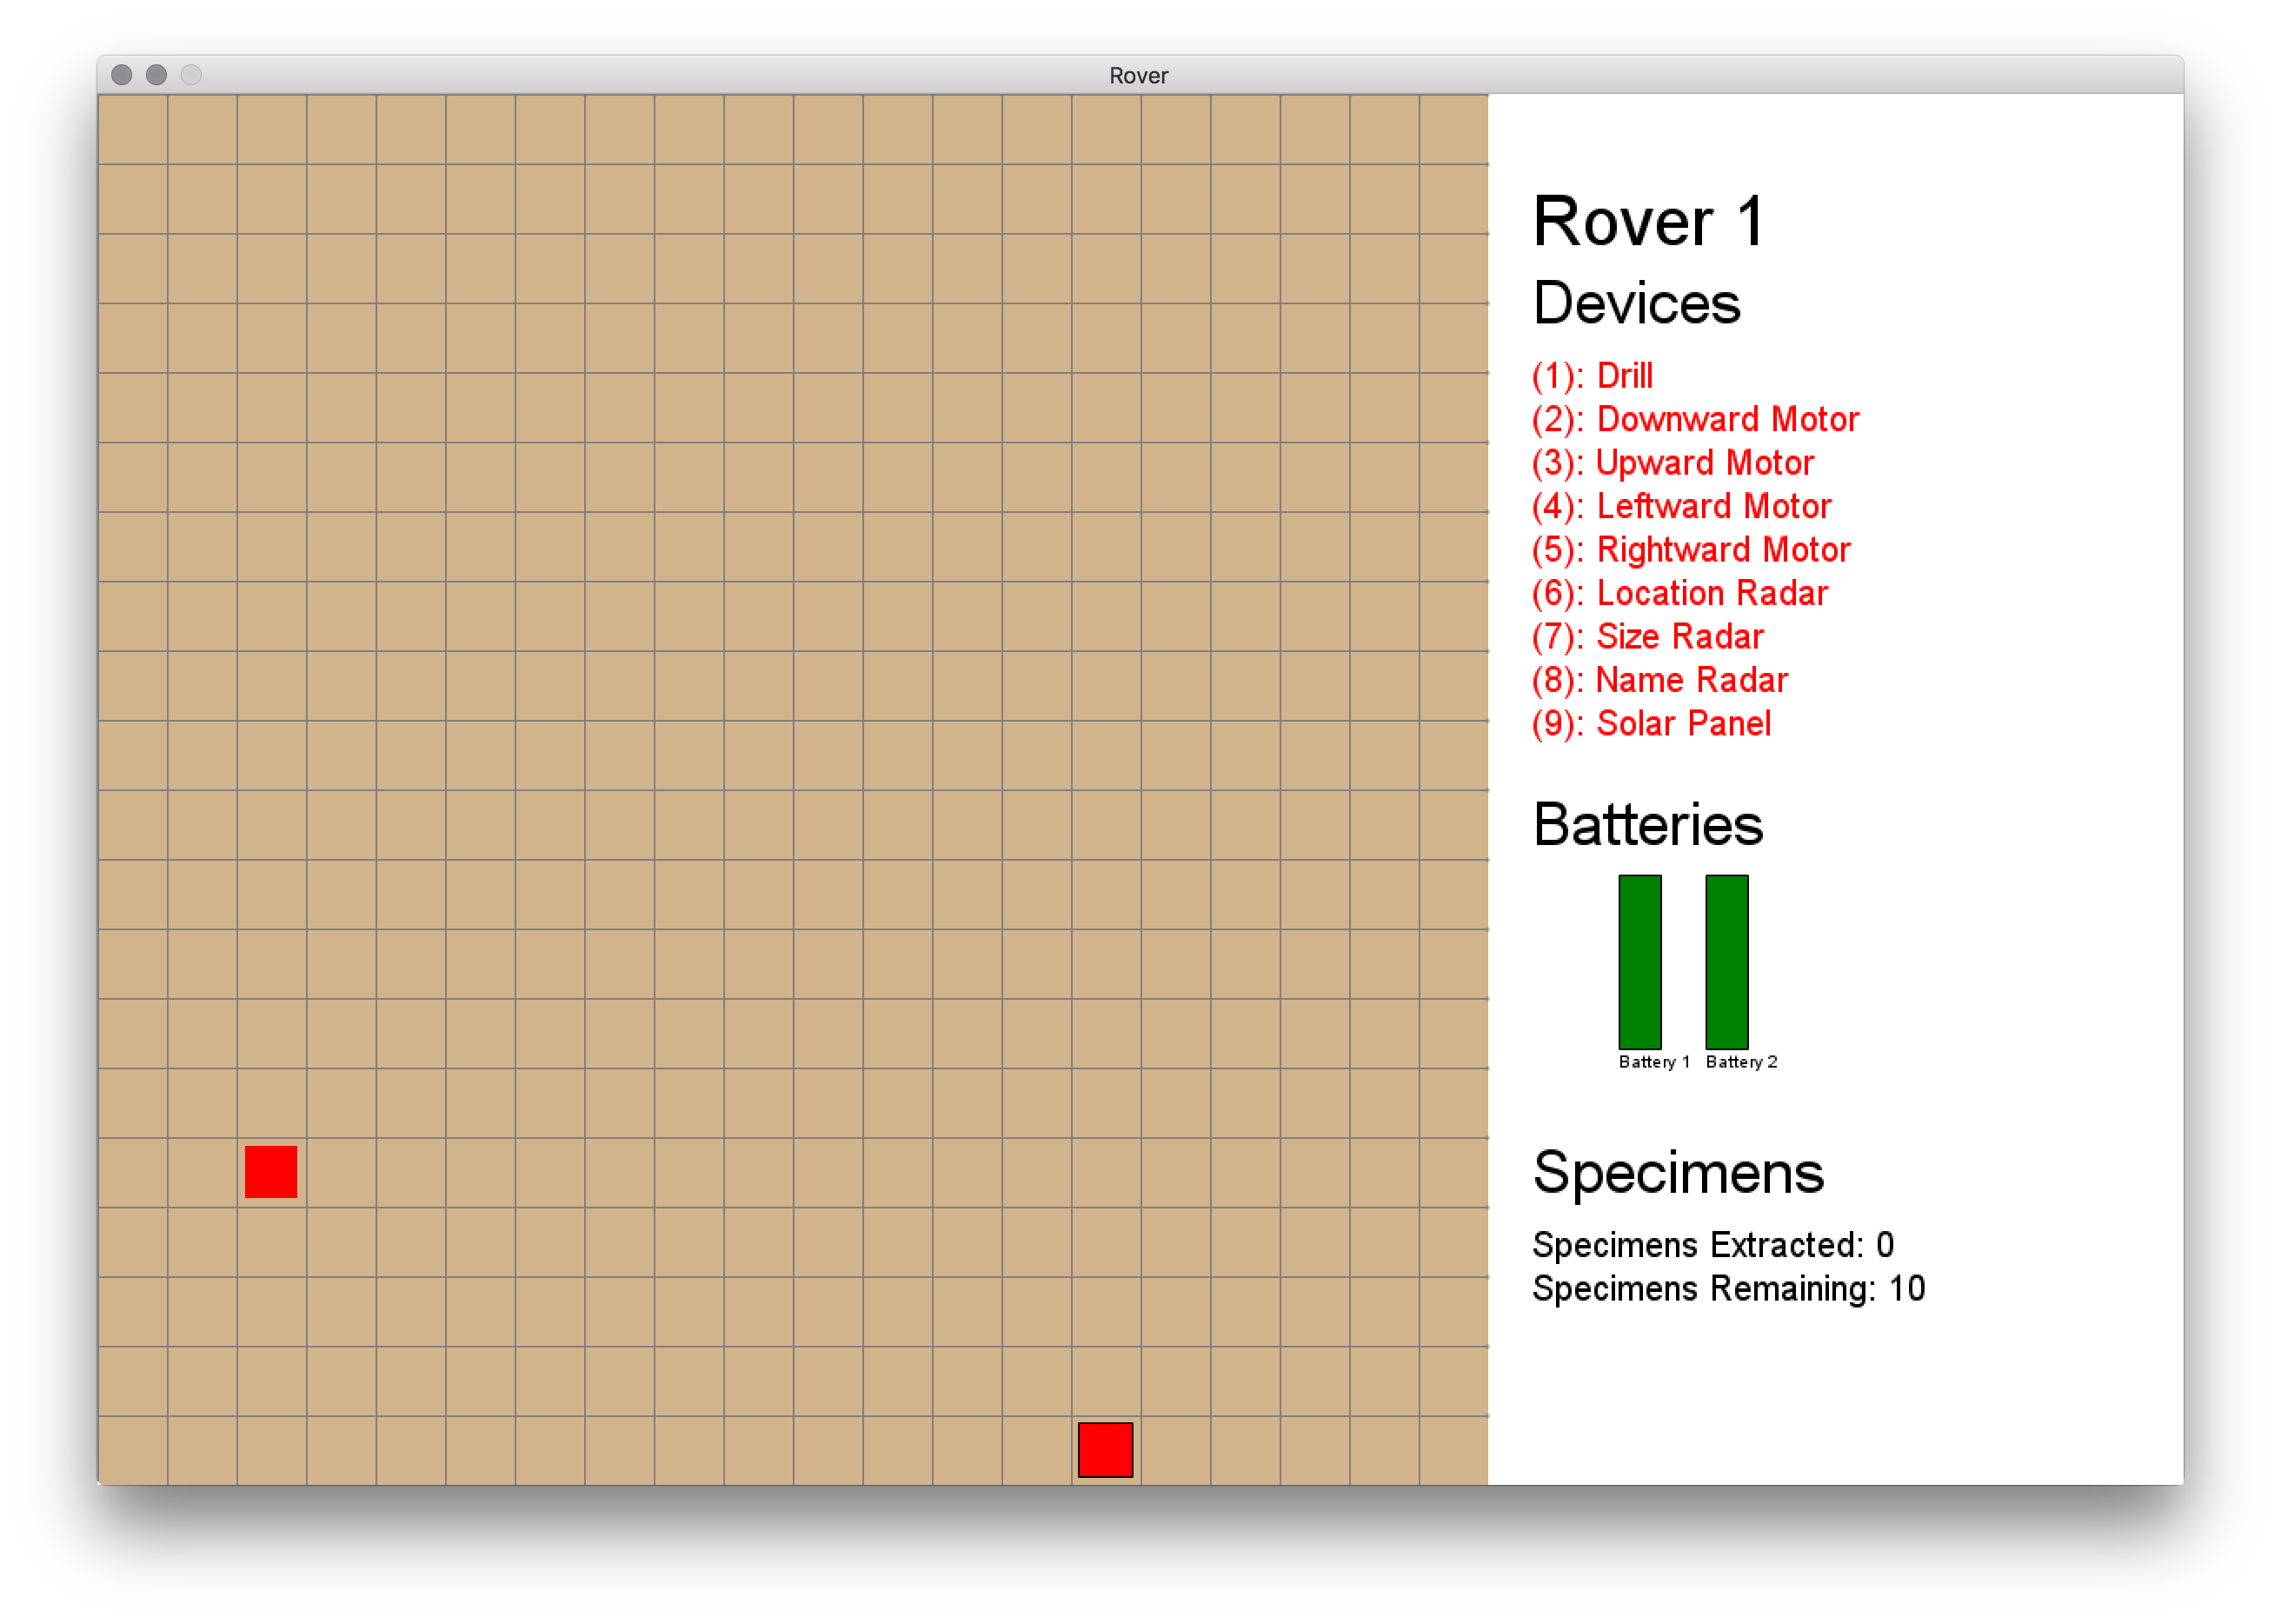 Rover
Rover 1
Devices
(1): Drill
(2): Downward Motor
(3): Upward Motor
(4): Leftward Motor
(5): Rightward Motor
(6): Location Radar
(7): Size Radar
(8): Name Radar
(9): Solar Panel
Batteries
Battery 1 Battery 2
Specimens
Specimens Extracted: 0
Specimens Remaining: 10